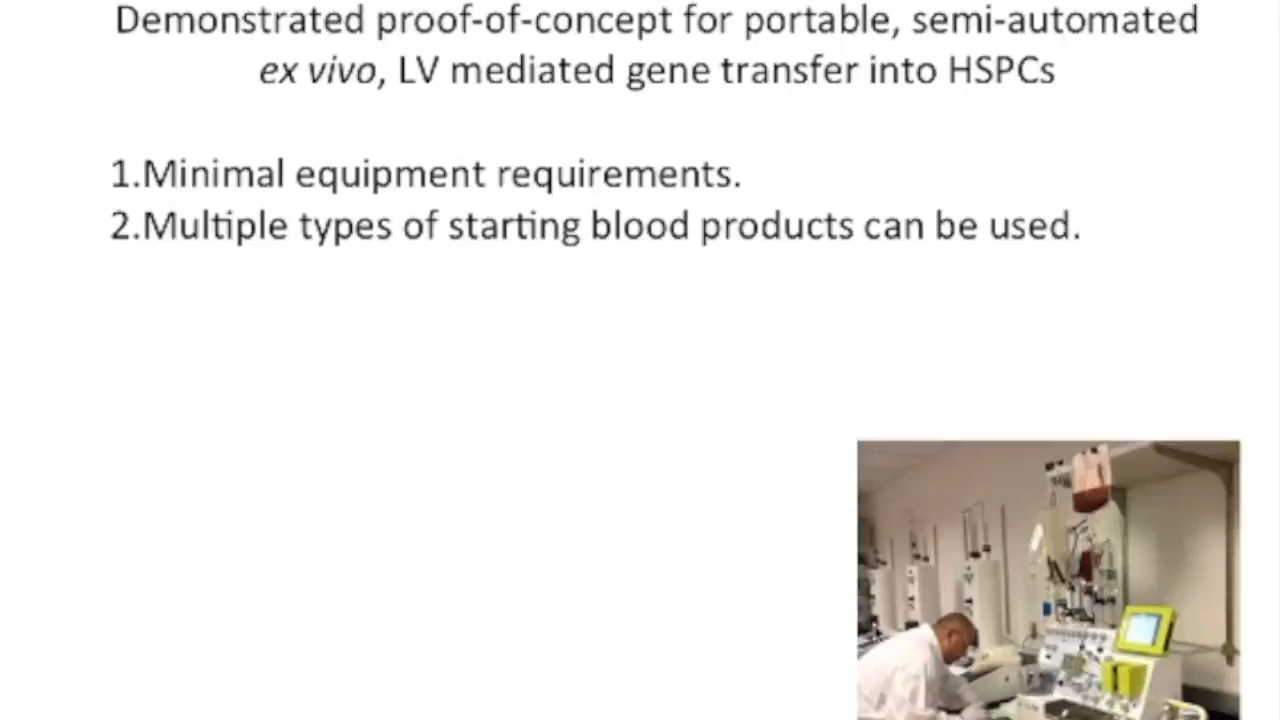 Demonstrated proof-of-concept for portable, semi-automated
ex vivo, LV mediated gene transfer into HSPCs
1.Minimal equipment requirements.
2.Multiple types of starting blood products can be used.